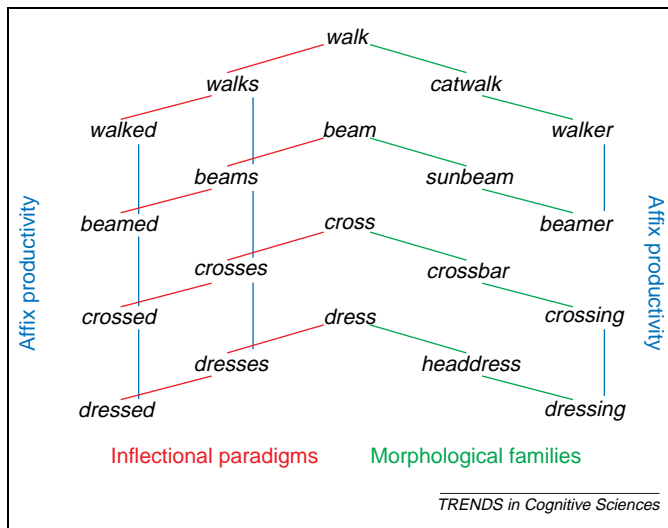 walk
walks catwalk
walked beam walker
beams sunbeam
beamed cross beamer
crosses crossbar
crossed dress crossing
dresses headdress
dressed dressing
Affix productivity
Affix productivity
Inflectional paradigms Morphological families
TRENDS in Cognitive Sciences